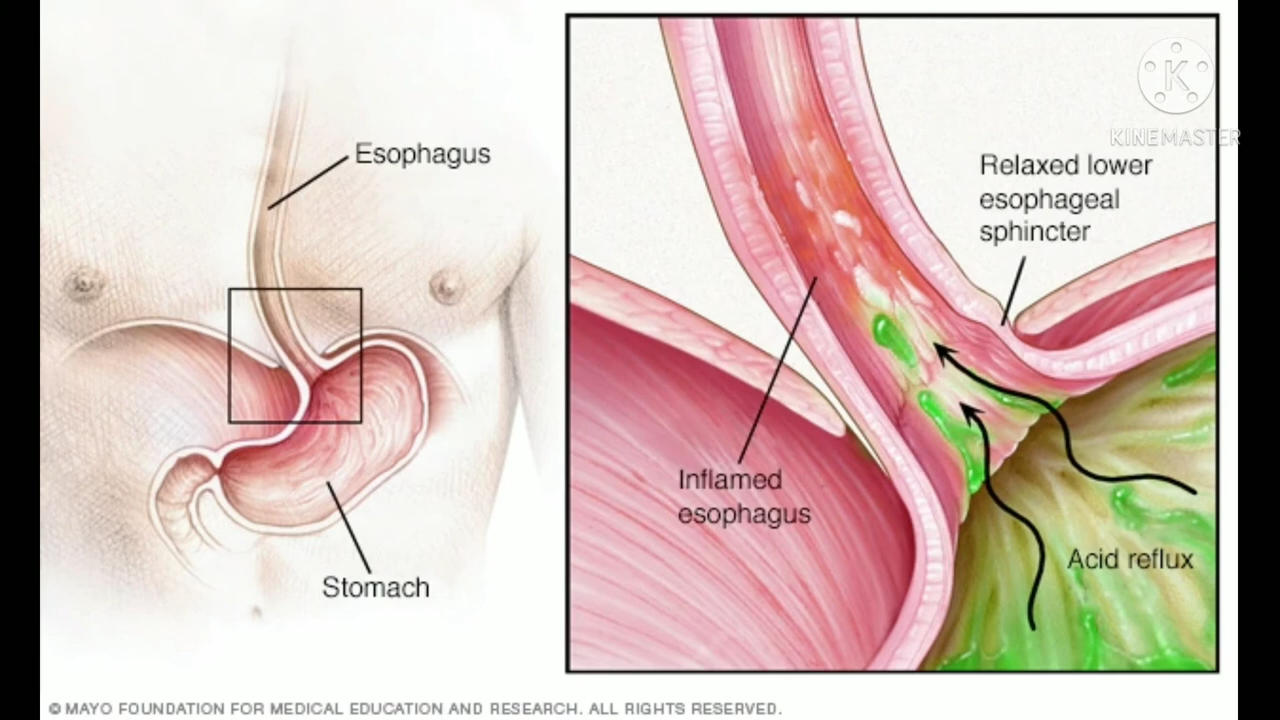 Esophagus
Stomach
K
KINEMASTER
Relaxed lower
esophageal
sphincter
Inflamed
esophagus
Acid reflux
© MAYO FOUNDATION FOR MEDICAL EDUCATION AND RESEARCH. ALL RIGHTS RESERVED.